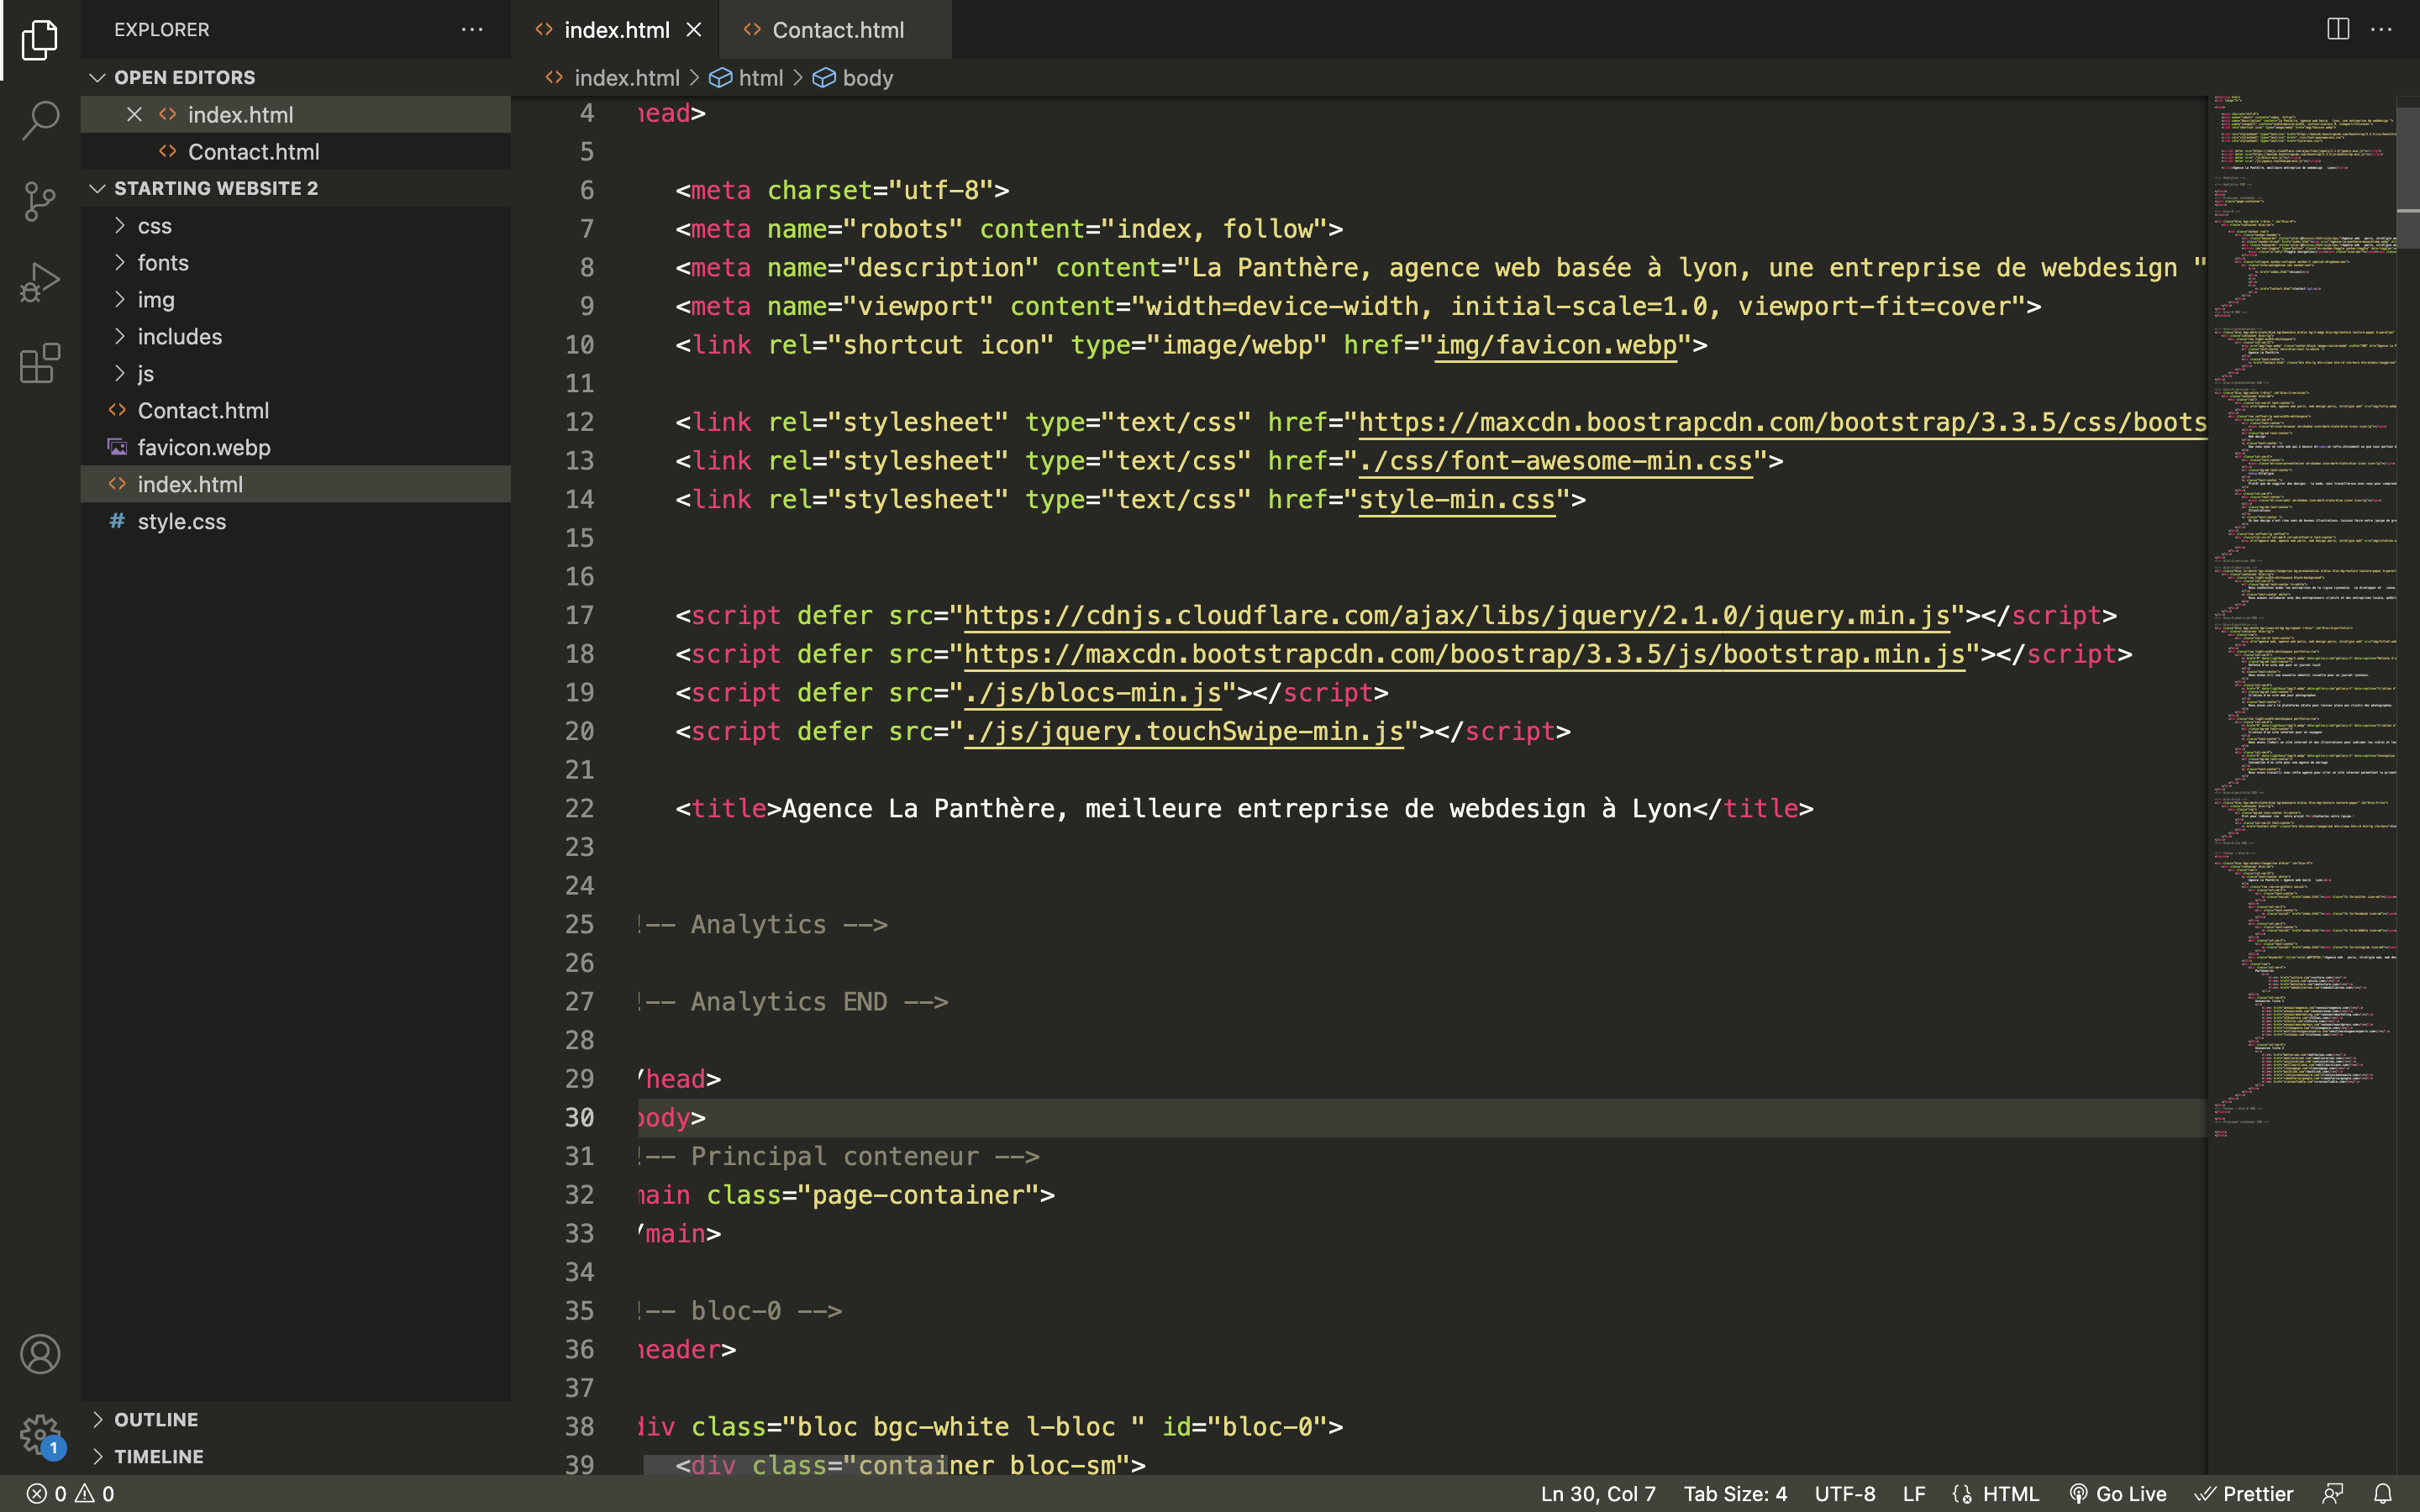 EXPLORER
OPEN EDITORS
index.html
Contact.html
STARTING WEBSITE 2
css
fonts
img
includes
js
Contact.html
favicon.webp
index.html
style.css
OUTLINE
TIMELINE
1
index.html
Contact.html
index.html > html > body
4 head>
5
6 <meta charset="utf-8">
7 <meta name="robots" content="index, follow">
8 <meta name="description" content="La Panthère, agence web basée à lyon, une entreprise de webdesign "
9 <meta name="viewport" content="width=device-width, initial-scale=1.0, viewport-fit=cover">
10 <link rel="shortcut icon" type="image/webp" href="img/favicon.webp">
11
12 <link rel="stylesheet" type="text/css" href="https://maxcdn.boostrapcdn.com/bootstrap/3.3.5/css/boots
13 <link rel="stylesheet" type="text/css" href="./css/font-awesome-min.css">
14 <link rel="stylesheet" type="text/css" href="style-min.css">
15
16
17 <script defer src="https://cdnjs.cloudflare.com/ajax/libs/jquery/2.1.0/jquery.min.js"></script>
18 <script defer src="https://maxcdn.bootstrapcdn.com/boostrap/3.3.5/js/bootstrap.min.js"></script>
19 <script defer src="./js/blocs-min.js"></script>
20 <script defer src="./js/jquery.touchSwipe-min.js"></script>
21
22 <title>Agence La Panthère, meilleure entreprise de webdesign à Lyon</title>
23
24
25 !-- Analytics -->
26
27 !-- Analytics END -->
28
29 /head>
30 body>
31 !-- Principal conteneur -->
32 main class="page-container">
33 /main>
34
35 !-- bloc-0 -->
36 header>
37
38 div class="bloc bgc-white l-bloc " id="bloc-0">
39 <div class="container bloc-sm">
0 0
Ln 30, Col 7 Tab Size: 4 UTF-8 LF HTML Go Live Prettier